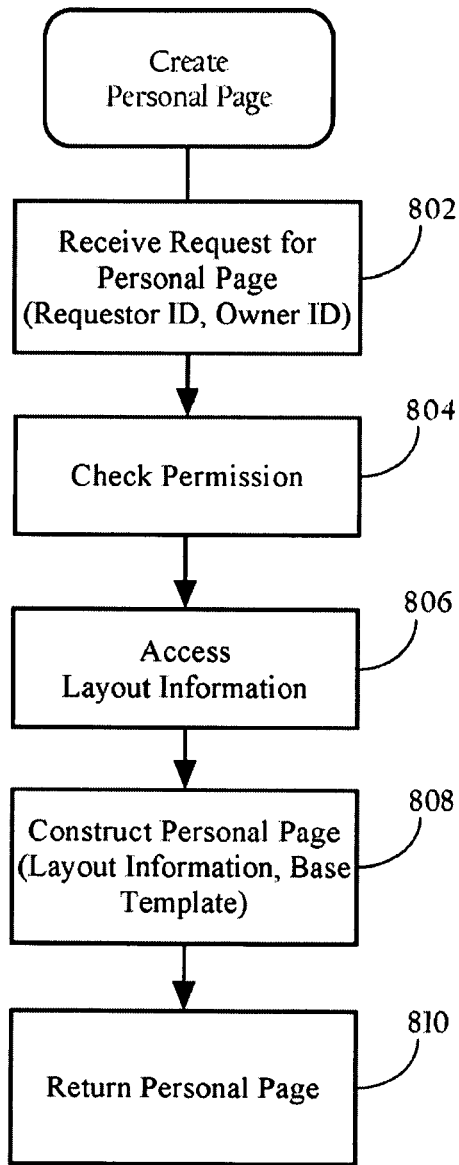 Create
Personal Page
802
Receive Request for
Personal Page
(Requestor ID, Owner ID)
804
Check Permission
806
Access
Layout Information
808
Construct Personal Page
(Layout Information, Base
Template)
810
Return Personal Page